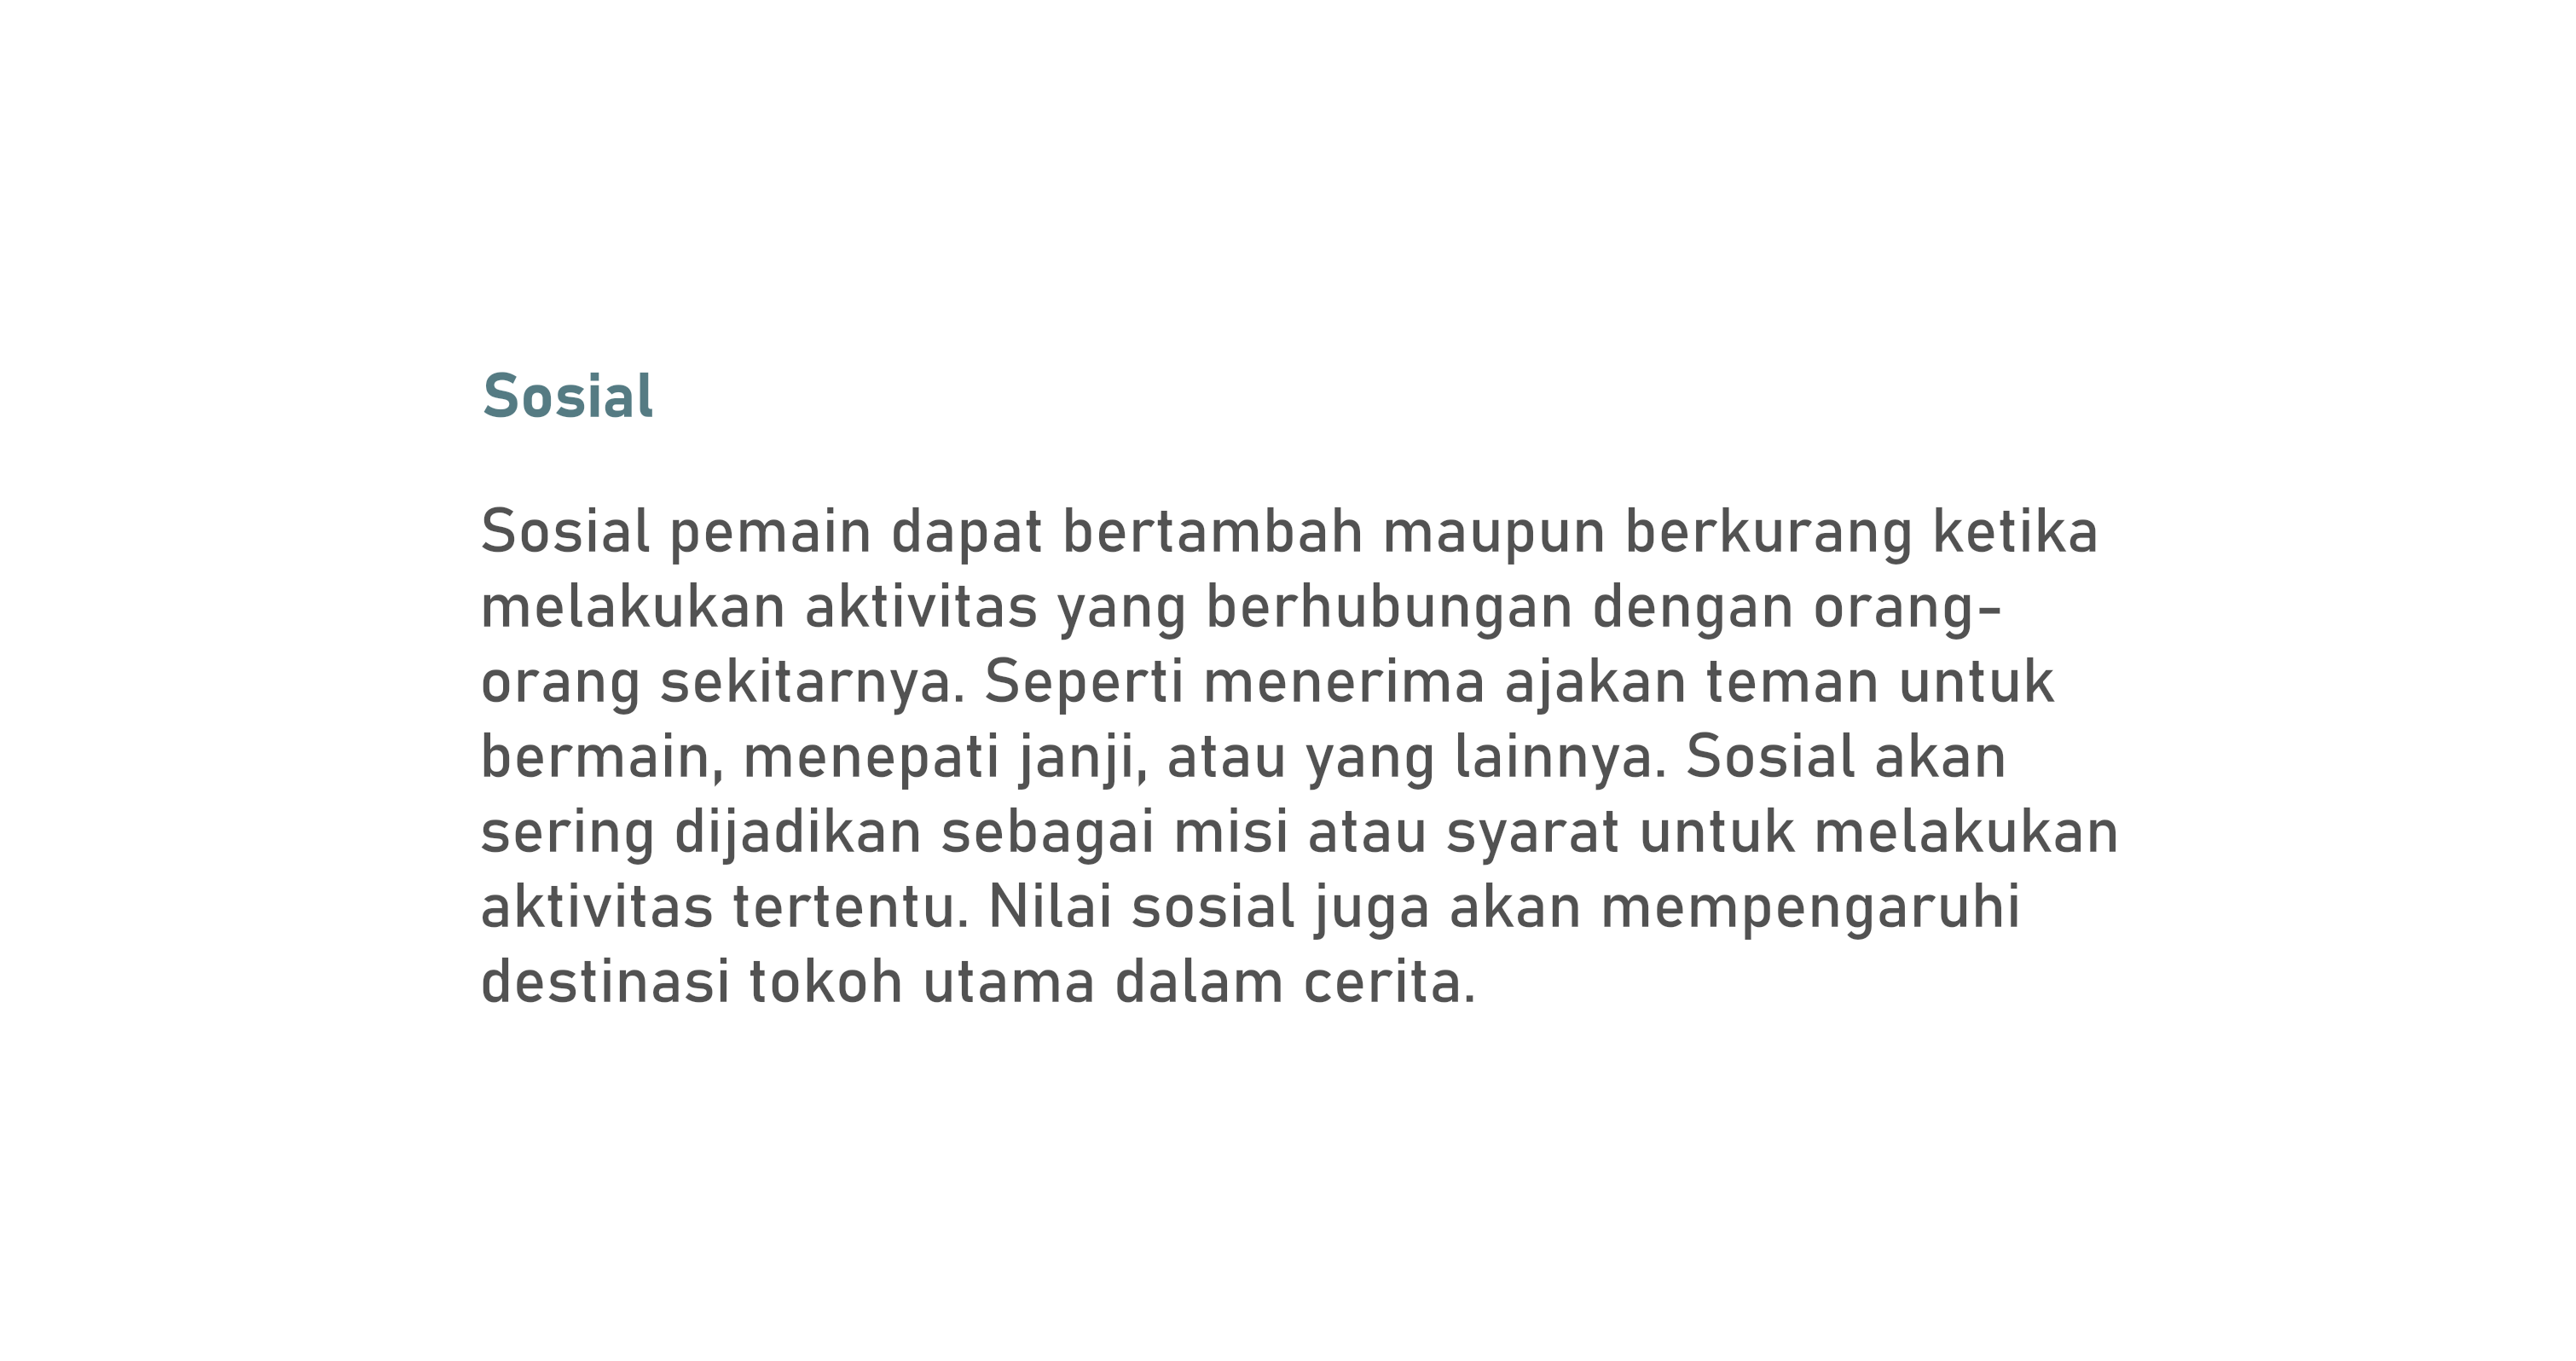 Sosial
Sosial pemain dapat bertambah maupun berkurang ketika
melakukan aktivitas yang berhubungan dengan orang-
orang sekitarnya. Seperti menerima ajakan teman untuk
bermain, menepati janji, atau yang lainnya. Sosial akan
sering dijadikan sebagai misi atau syarat untuk melakukan
aktivitas tertentu. Nilai sosial juga akan mempengaruhi
destinasi tokoh utama dalam cerita.